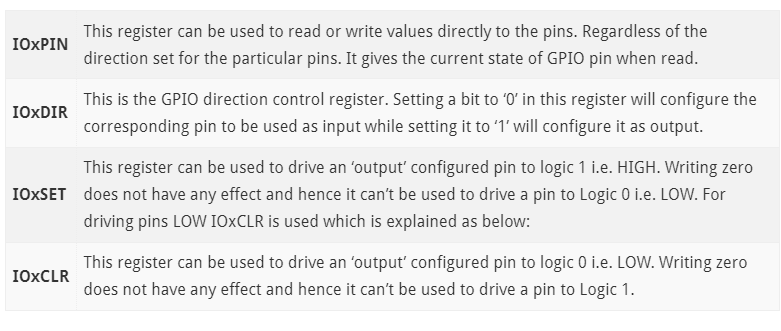 IOxPIN
This register can be used to read or write values directly to the pins. Regardless of the
direction set for the particular pins. It gives the current state of GPIO pin when read.
IOxDIR
This is the GPIO direction control register. Setting a bit to ‘0’ in this register will configure the
corresponding pin to be used as input while setting it to ‘1’ will configure it as output.
IOxSET
This register can be used to drive an ‘output’ configured pin to logic 1 i.e. HIGH. Writing zero
does not have any effect and hence it can’t be used to drive a pin to Logic 0 i.e. LOW. For
driving pins LOW IOxCLR is used which is explained as below:
IOxCLR
This register can be used to drive an ‘output’ configured pin to logic 0 i.e. LOW. Writing zero
does not have any effect and hence it can’t be used to drive a pin to Logic 1.